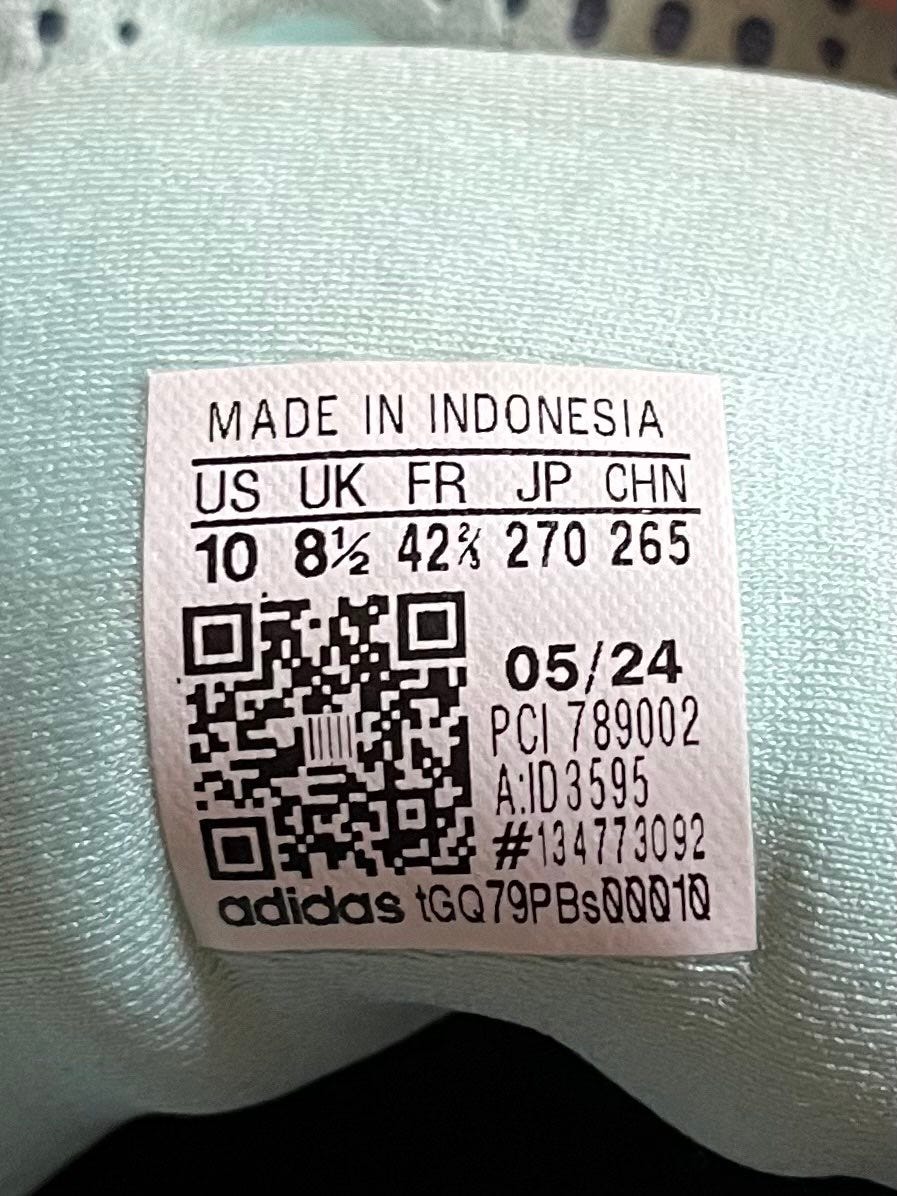 MADE IN INDONESIA
US UK FR JP CHN
10 8½ 42⅔ 270 265
05/24
PCI 789002
A:ID3595
#134773092
adidas tGQ79PBs00010